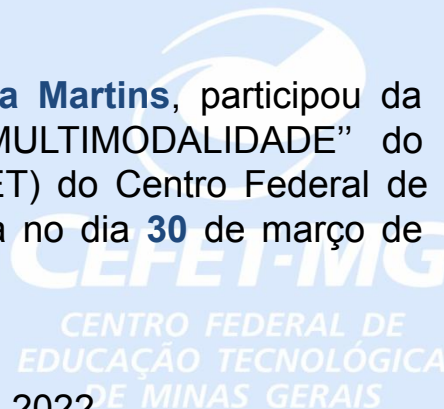 a Martins, participou da
MULTIMODALIDADE” do
ET) do Centro Federal de
a no dia 30 de março de
CEFET-MG
CENTRO FEDERAL DE
EDUCAÇÃO TECNOLÓGICA
DE MINAS GERAIS
2022